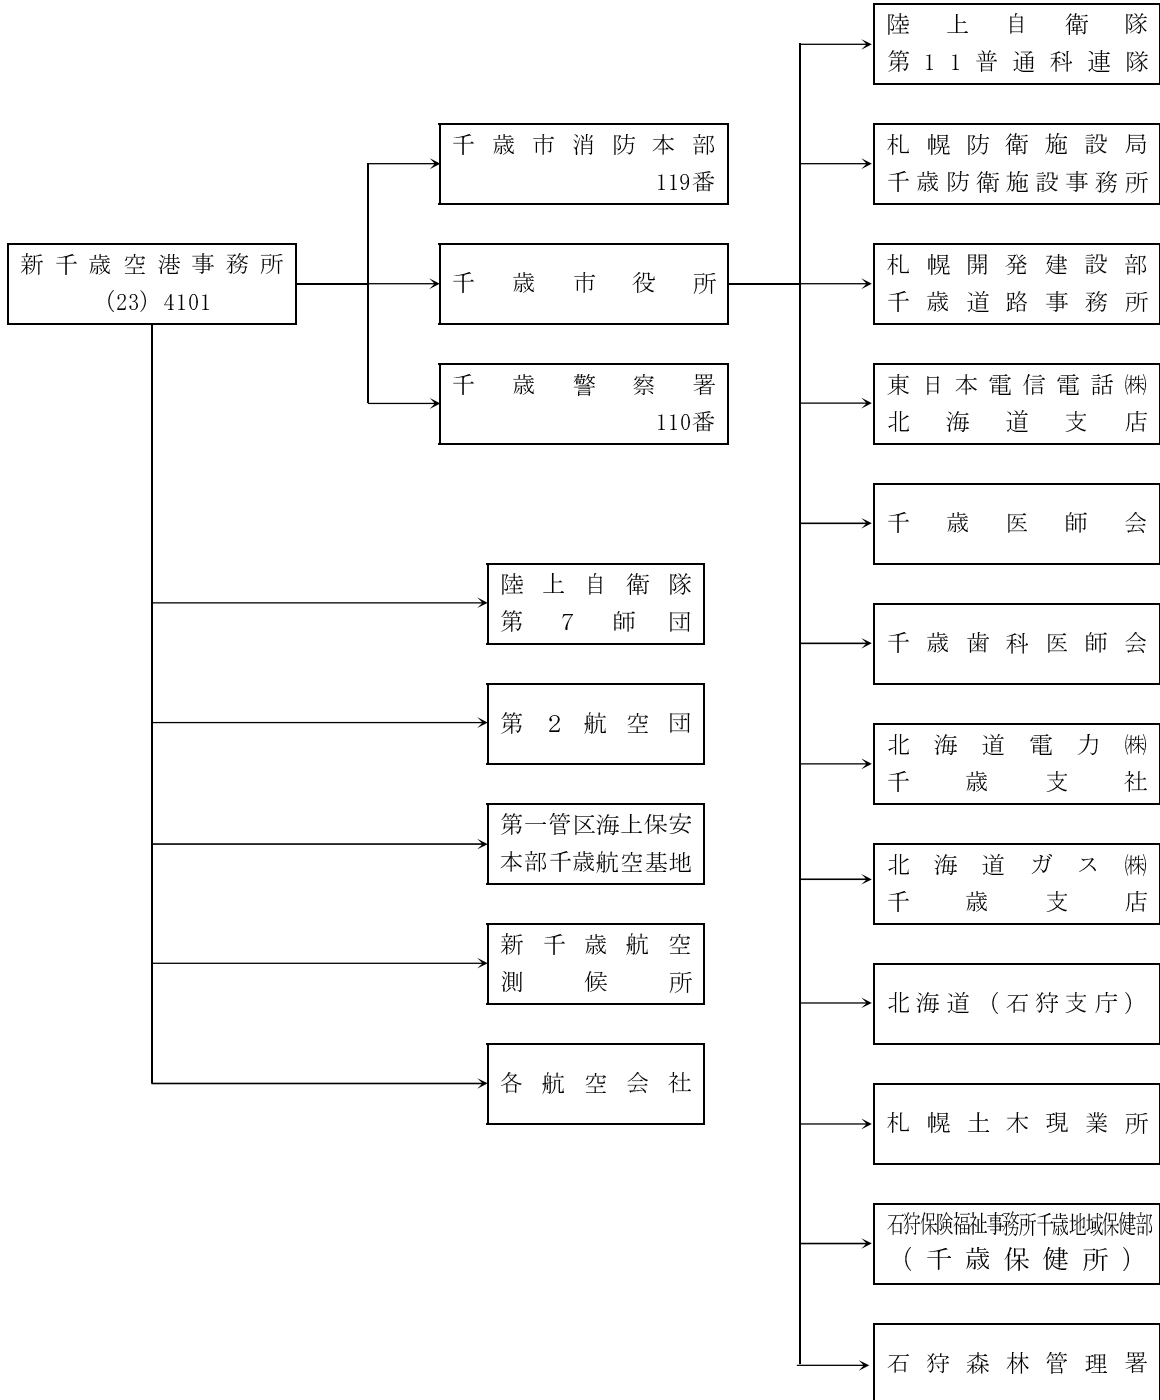 新千歳空港事務所
(23) 4101
千歳市消防本部
119番
千歳市役所
千歳警察署
110番
陸上自衛隊
第7師団
第2航空団
第一管区海上保安
本部千歳航空基地
新千歳航空
測候所
各航空会社
陸上自衛隊
第11普通科連隊
札幌防衛施設局
千歳防衛施設事務所
札幌開発建設部
千歳道路事務所
東日本電信電話㈱
北海道支店
千歳医師会
千歳歯科医師会
北海道電力㈱
千歳支社
北海道ガス㈱
千歳支店
北海道(石狩支庁)
札幌土木現業所
石狩保険福祉事務所千歳地域保健部
(千歳保健所)
石狩森林管理署